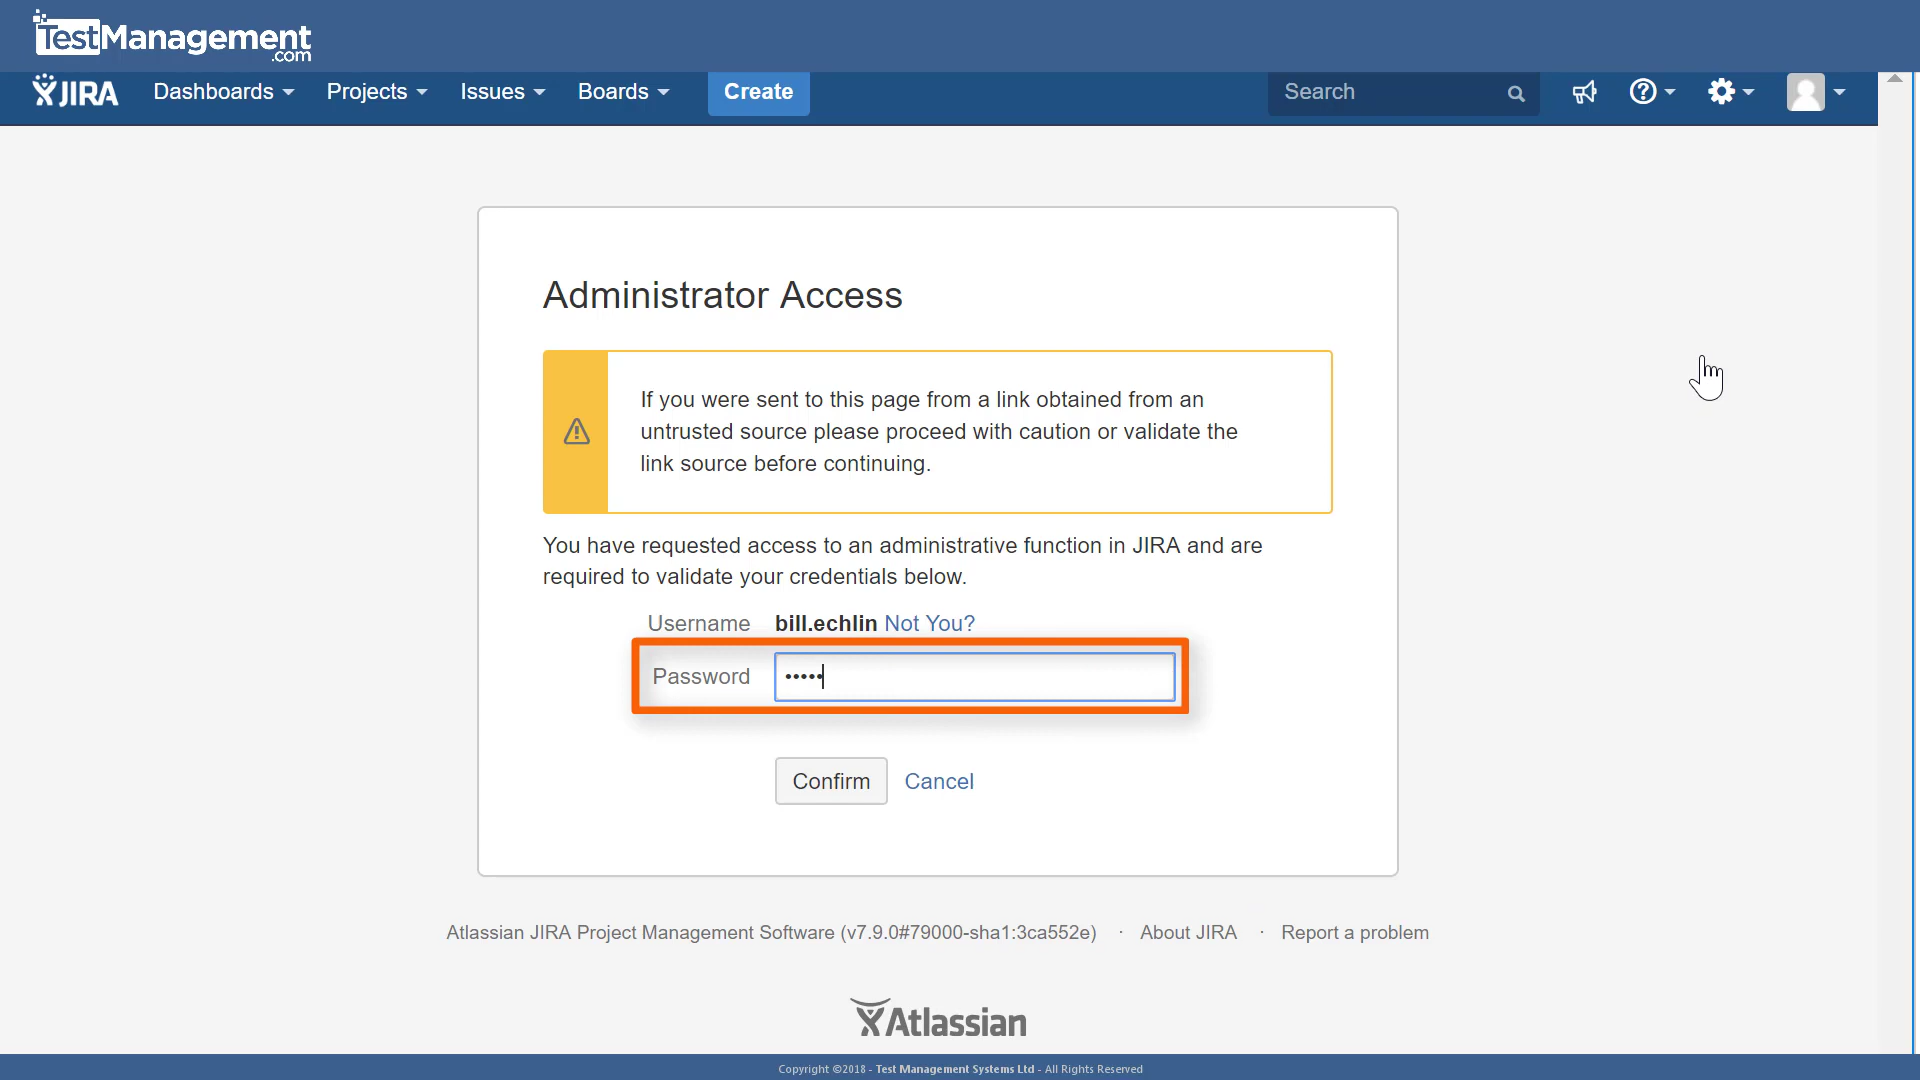 TestManagement
.com
JIRA Dashboards Projects Issues Boards Create Search
Administrator Access
If you were sent to this page from a link obtained from an
untrusted source please proceed with caution or validate the
link source before continuing.
You have requested access to an administrative function in JIRA and are
required to validate your credentials below.
Username bill.echlin Not You?
Password •••••
Confirm Cancel
Atlassian JIRA Project Management Software (v7.9.0#79000-sha1:3ca552e) · About JIRA · Report a problem
Atlassian
Copyright ©2018 - Test Management Systems Ltd - All Rights Reserved